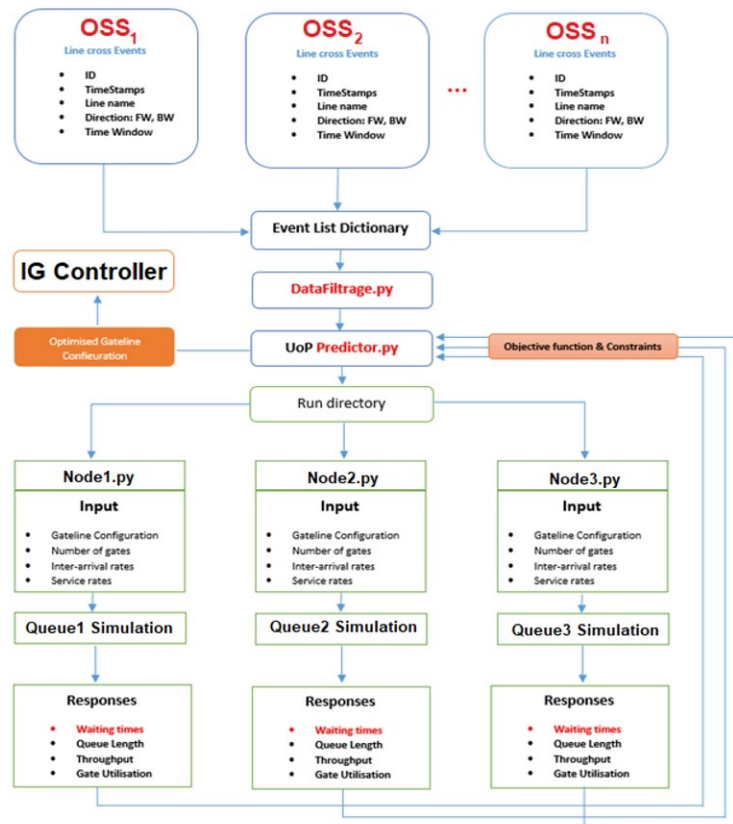 OSS1
Line cross Events
• ID
• TimeStamps
• Line name
• Direction: FW, BW
• Time Window
OSS2
Line cross Events
• ID
• TimeStamps
• Line name
• Direction: FW, BW
• Time Window
...
OSS n
Line cross Events
• ID
• TimeStamps
• Line name
• Direction: FW, BW
• Time Window
Event List Dictionary
IG Controller
DataFiltrage.py
Optimised Gateline
Confieuration
UoP Predictor.py
Objective function & Constraints
Run directory
Node1.py
Input
• Gateline Configuration
• Number of gates
• Inter-arrival rates
• Service rates
Node2.py
Input
• Gateline Configuration
• Number of gates
• Inter-arrival rates
• Service rates
Node3.py
Input
• Gateline Configuration
• Number of gates
• Inter-arrival rates
• Service rates
Queue1 Simulation
Queue2 Simulation
Queue3 Simulation
Responses
• Waiting times
• Queue Length
• Throughput
• Gate Utilisation
Responses
• Waiting times
• Queue Length
• Throughput
• Gate Utilisation
Responses
• Waiting times
• Queue Length
• Throughput
• Gate Utilisation